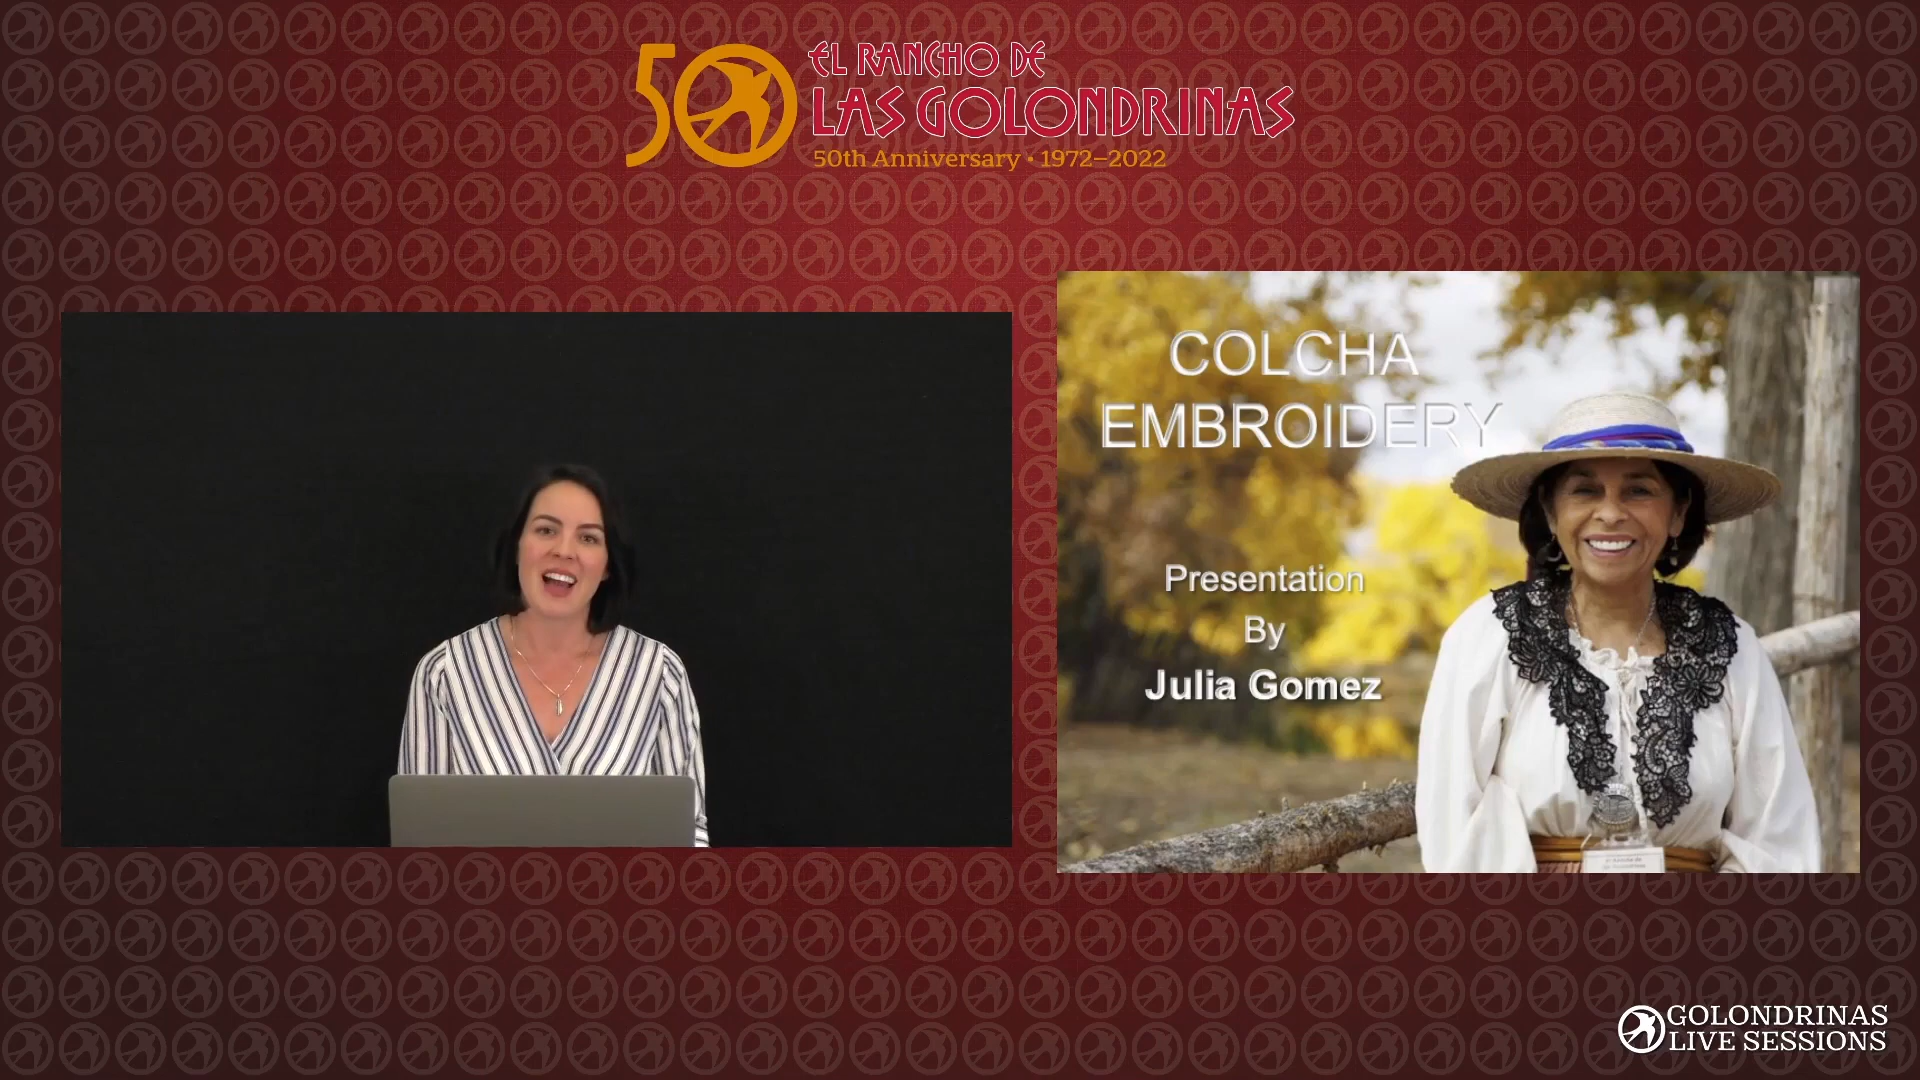 50
EL RANCHO DE
LAS GOLONDRINAS
50th Anniversary • 1972–2022
COLCHA
EMBROIDERY
Presentation
By
Julia Gomez
GOLONDRINAS
LIVE SESSIONS